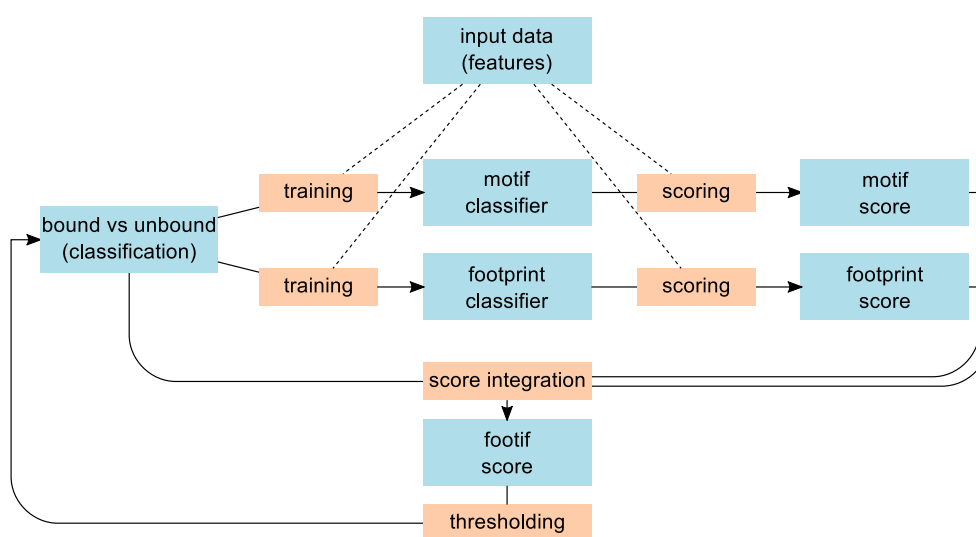 input data
(features)
training
motif
classifier
scoring
motif
score
bound vs unbound
(classification)
training
footprint
classifier
scoring
footprint
score
score integration
footif
score
thresholding